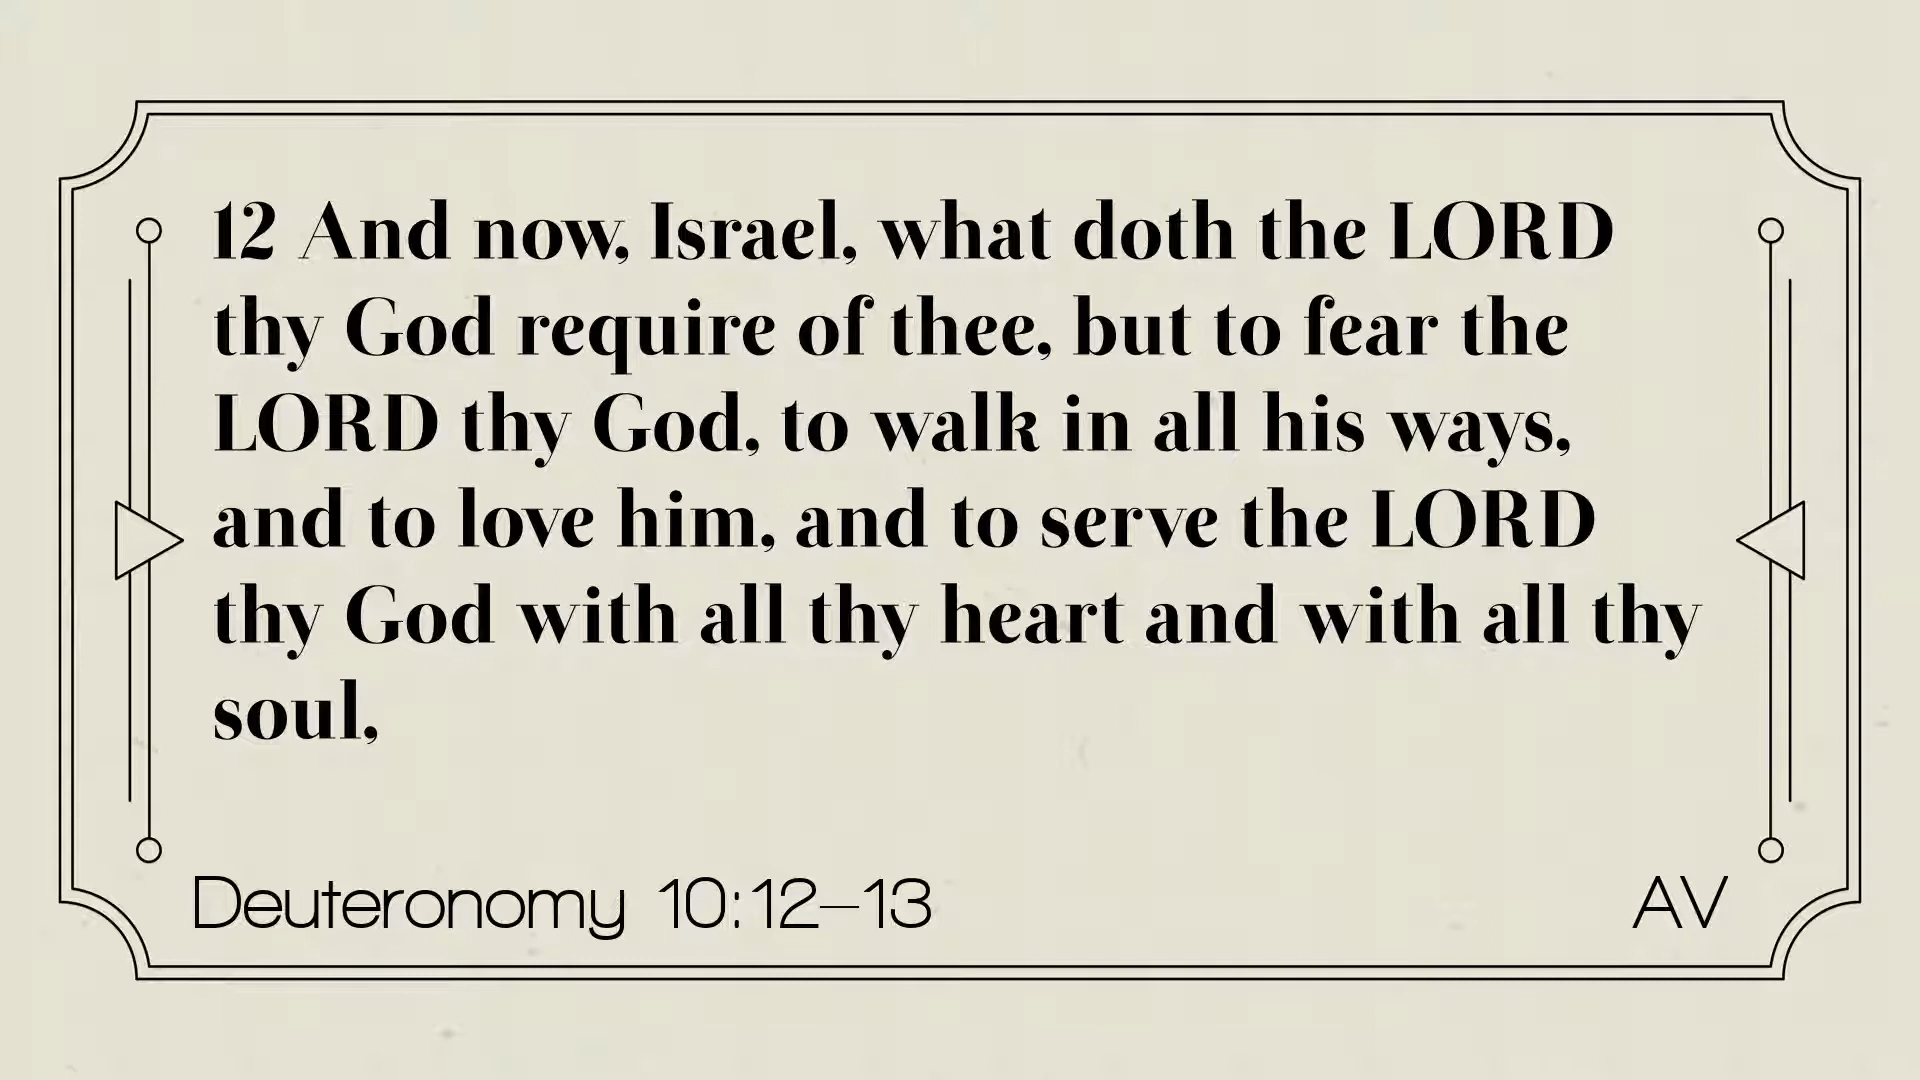 12 And now, Israel, what doth the LORD
thy God require of thee, but to fear the
LORD thy God, to walk in all his ways,
and to love him, and to serve the LORD
thy God with all thy heart and with all thy
soul,
Deuteronomy 10:12–13
AV